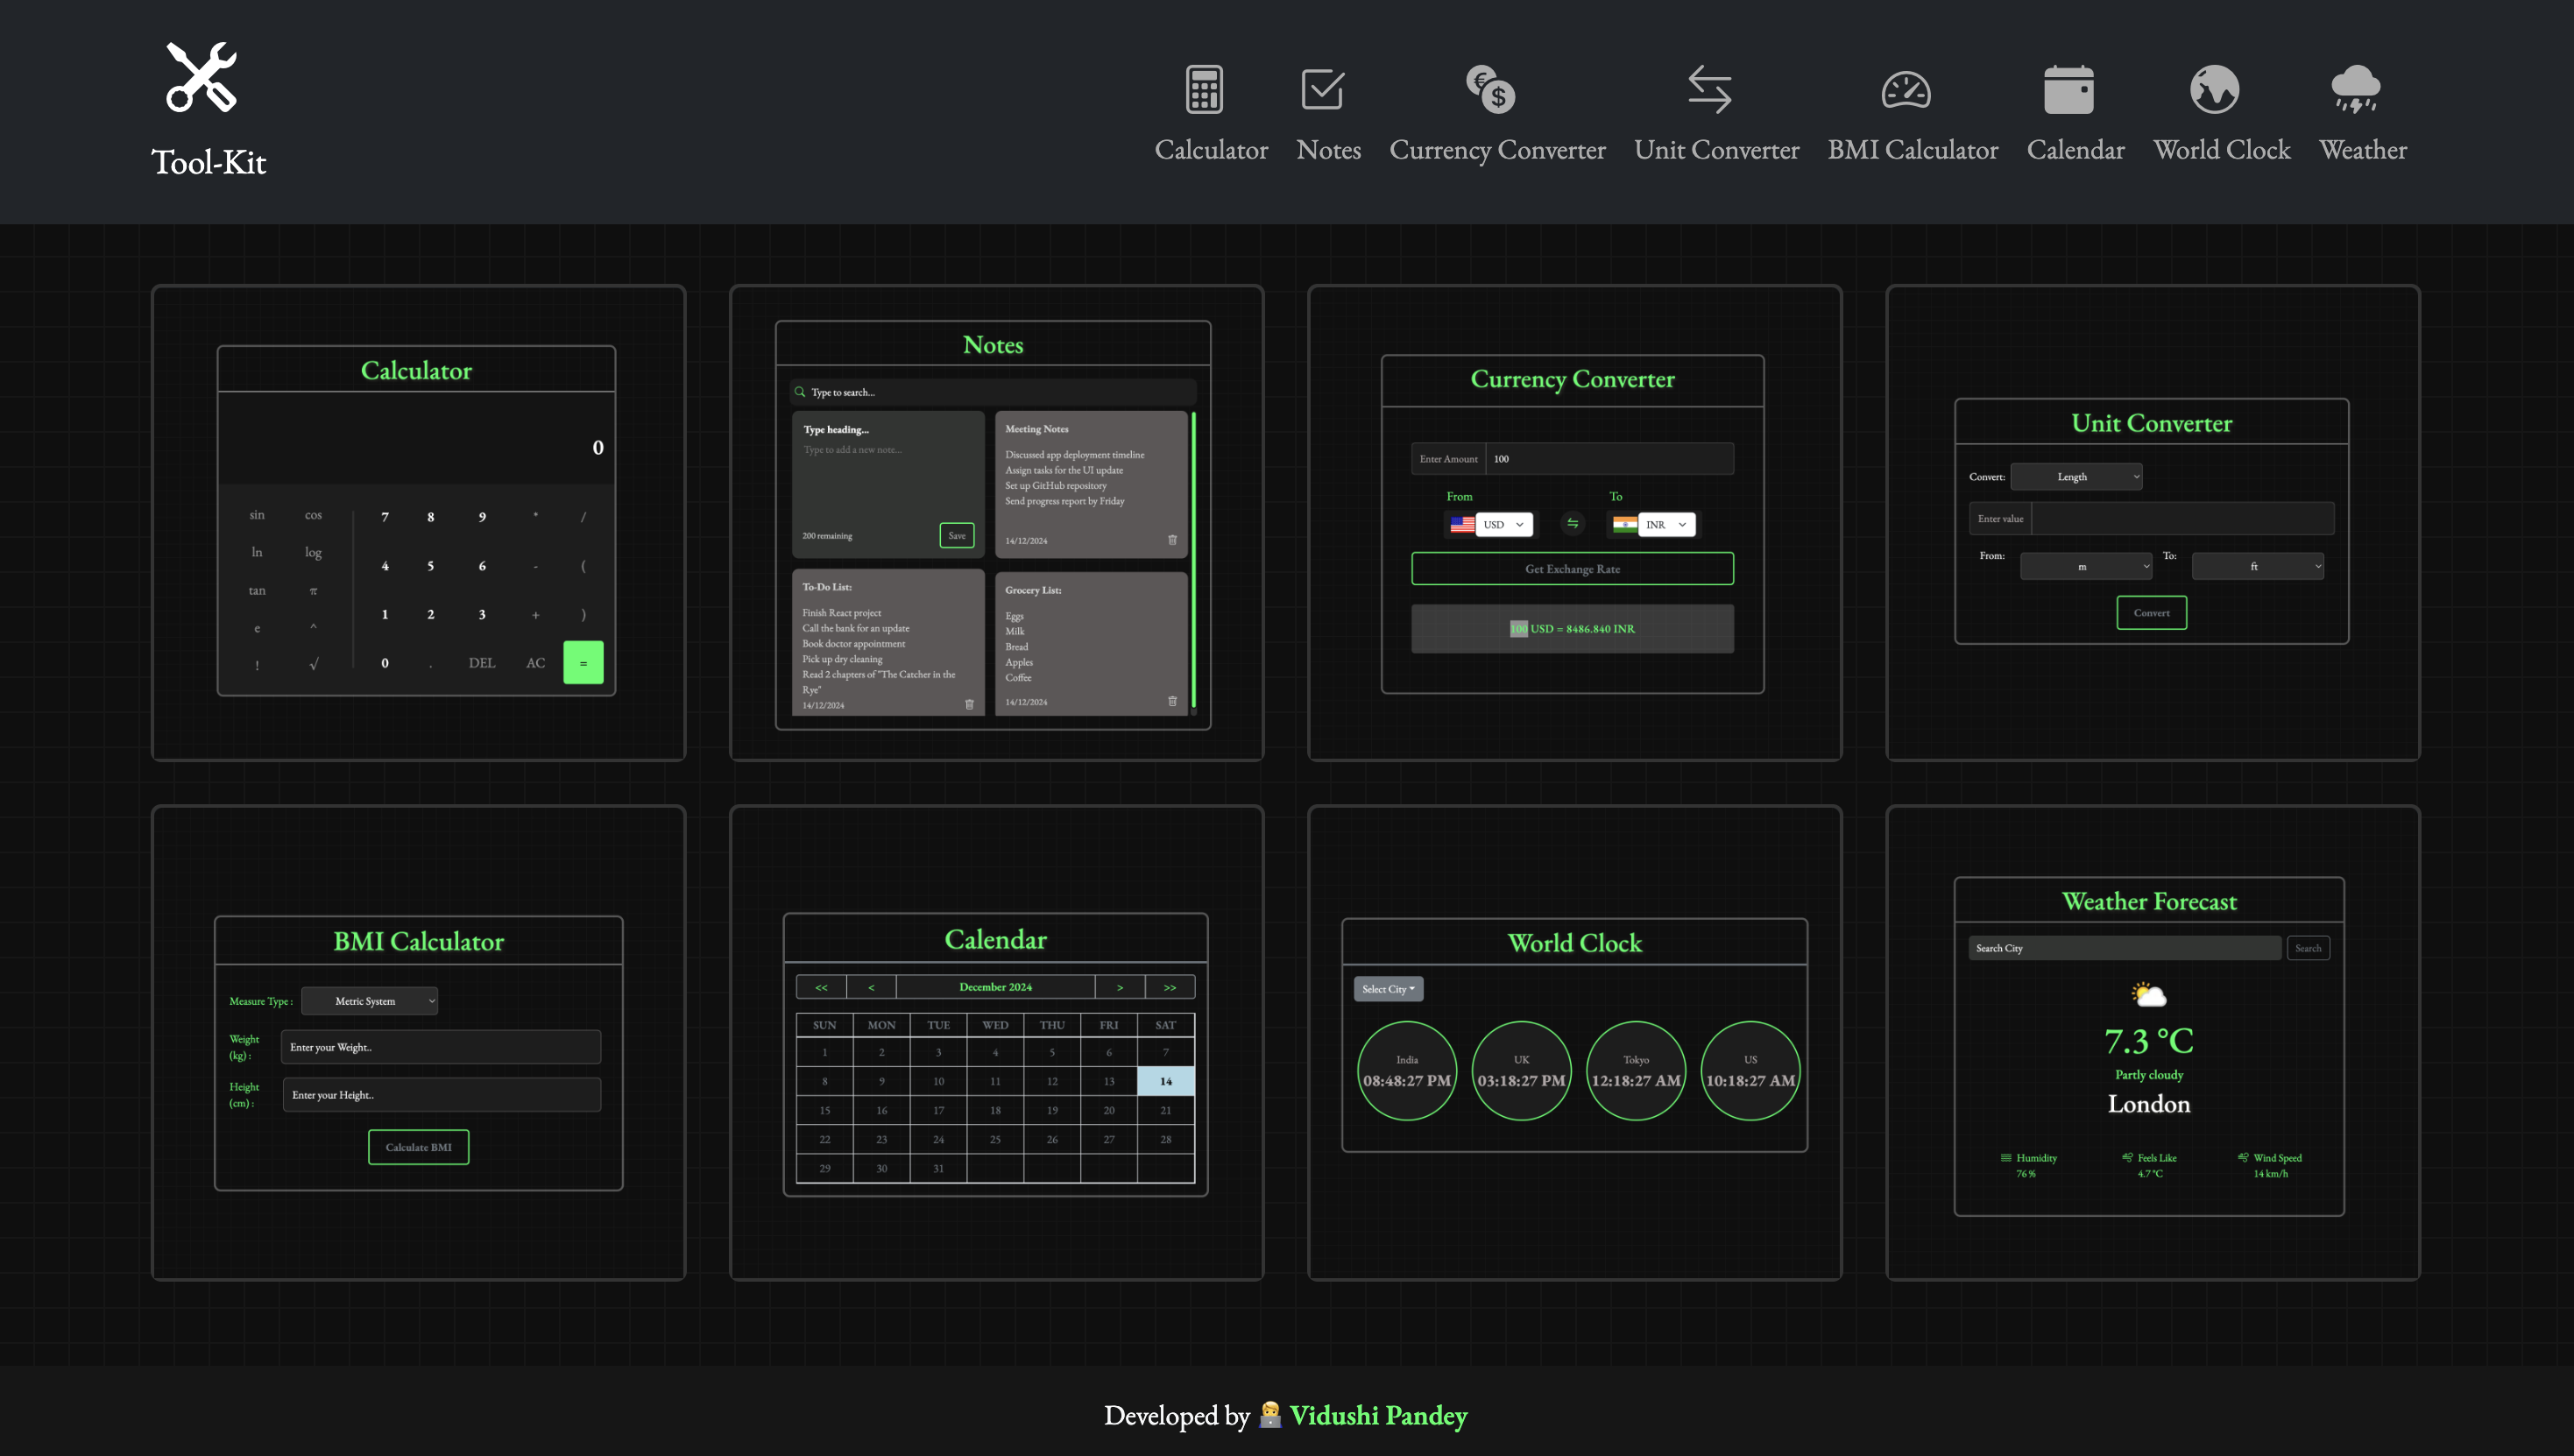 Tool-Kit
Calculator Notes Currency Converter Unit Converter BMI Calculator Calendar World Clock Weather
Calculator
0
sin cos 7 8 9 * /
ln log 4 5 6 - (
tan π 1 2 3 + )
e ^
! √ 0 . DEL AC =
Notes
Type to search...
Type heading...
Type to add a new note...
200 remaining Save
Meeting Notes
Discussed app deployment timeline
Assign tasks for the UI update
Set up GitHub repository
Send progress report by Friday
14/12/2024
To-Do List:
Finish React project
Call the bank for an update
Book doctor appointment
Pick up dry cleaning
Read 2 chapters of "The Catcher in the
Rye"
14/12/2024
Grocery List:
Eggs
Milk
Bread
Apples
Coffee
14/12/2024
Currency Converter
Enter Amount 100
From To
USD INR
Get Exchange Rate
100 USD = 8486.840 INR
Unit Converter
Convert: Length
Enter value
From: m To: ft
Convert
BMI Calculator
Measure Type : Metric System
Weight
(kg) : Enter your Weight..
Height
(cm) : Enter your Height..
Calculate BMI
Calendar
<< < December 2024 > >>
SUN MON TUE WED THU FRI SAT
1 2 3 4 5 6 7
8 9 10 11 12 13 14
15 16 17 18 19 20 21
22 23 24 25 26 27 28
29 30 31
World Clock
Select City
India UK Tokyo US
08:48:27 PM 03:18:27 PM 12:18:27 AM 10:18:27 AM
Weather Forecast
Search City Search
7.3 °C
Partly cloudy
London
Humidity Feels Like Wind Speed
76 % 4.7 °C 14 km/h
Developed by Vidushi Pandey